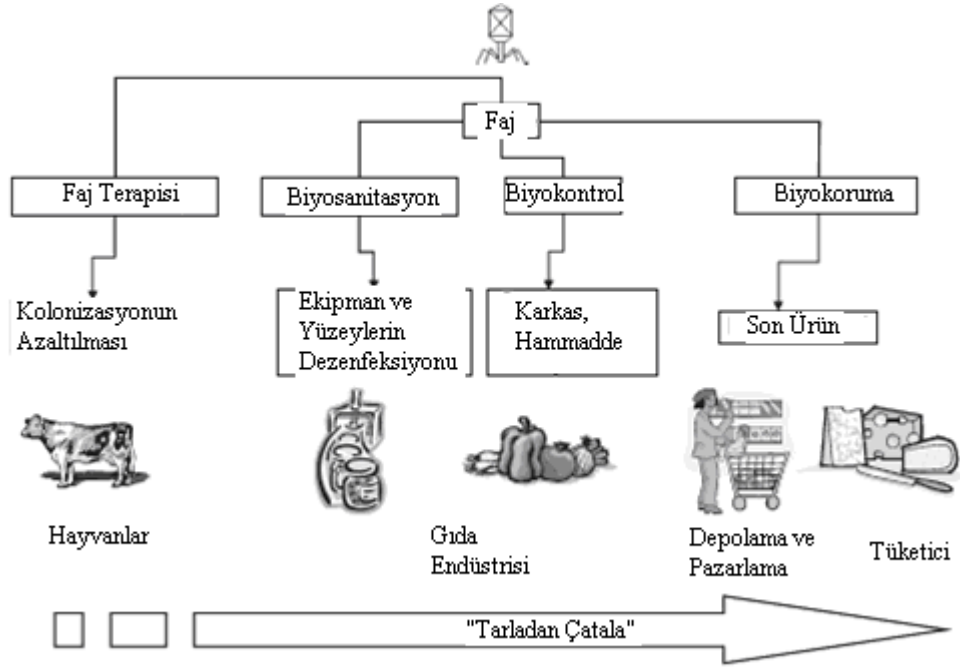 Faj
Faj Terapisi
Biyosanitasyon
Biyokontrol
Biyokoruma
Kolonizasyonun
Azaltılması
Ekipman ve
Yüzeylerin
Dezenfeksiyonu
Karkas,
Hammadde
Son Ürün
Hayvanlar
Gıda
Endüstrisi
Depolama ve
Pazarlama
Tüketici
"Tarladan Çatala"